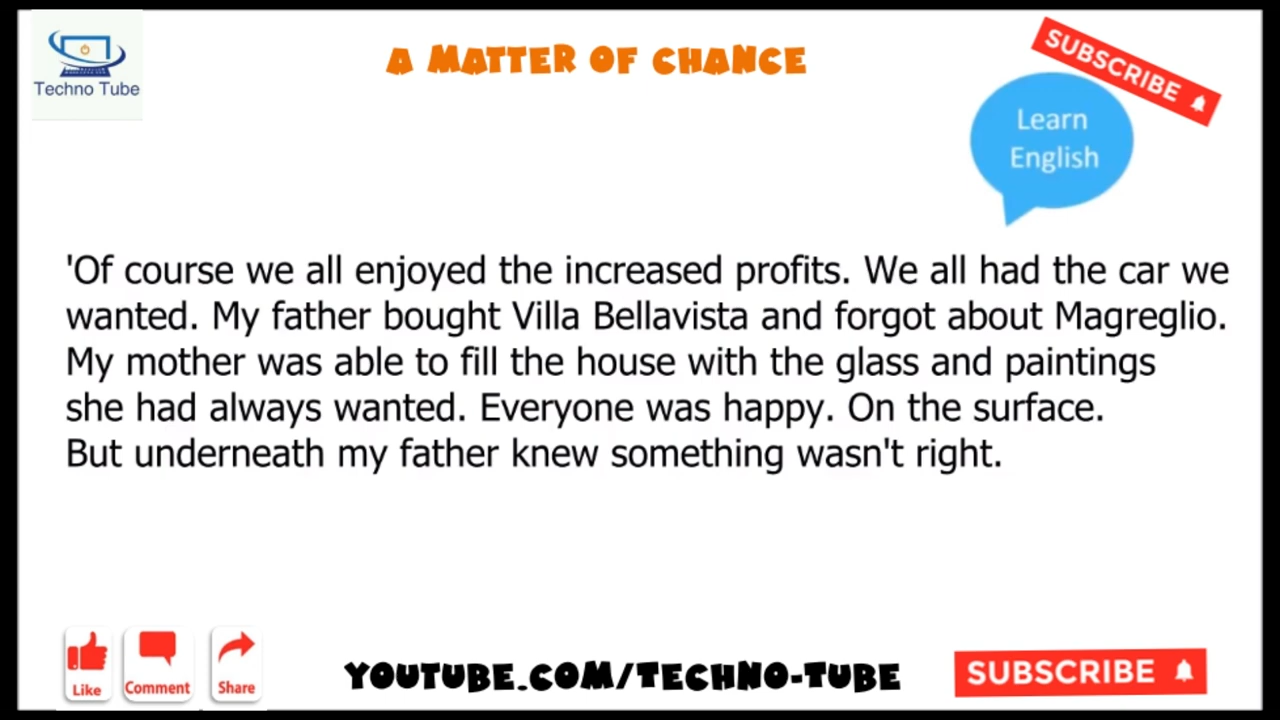 Techno Tube
A MATTER OF CHANCE
SUBSCRIBE
Learn
English
'Of course we all enjoyed the increased profits. We all had the car we
wanted. My father bought Villa Bellavista and forgot about Magreglio.
My mother was able to fill the house with the glass and paintings
she had always wanted. Everyone was happy. On the surface.
But underneath my father knew something wasn't right.
Like
Comment
Share
YOUTUBE.COM/TECHNO-TUBE
SUBSCRIBE